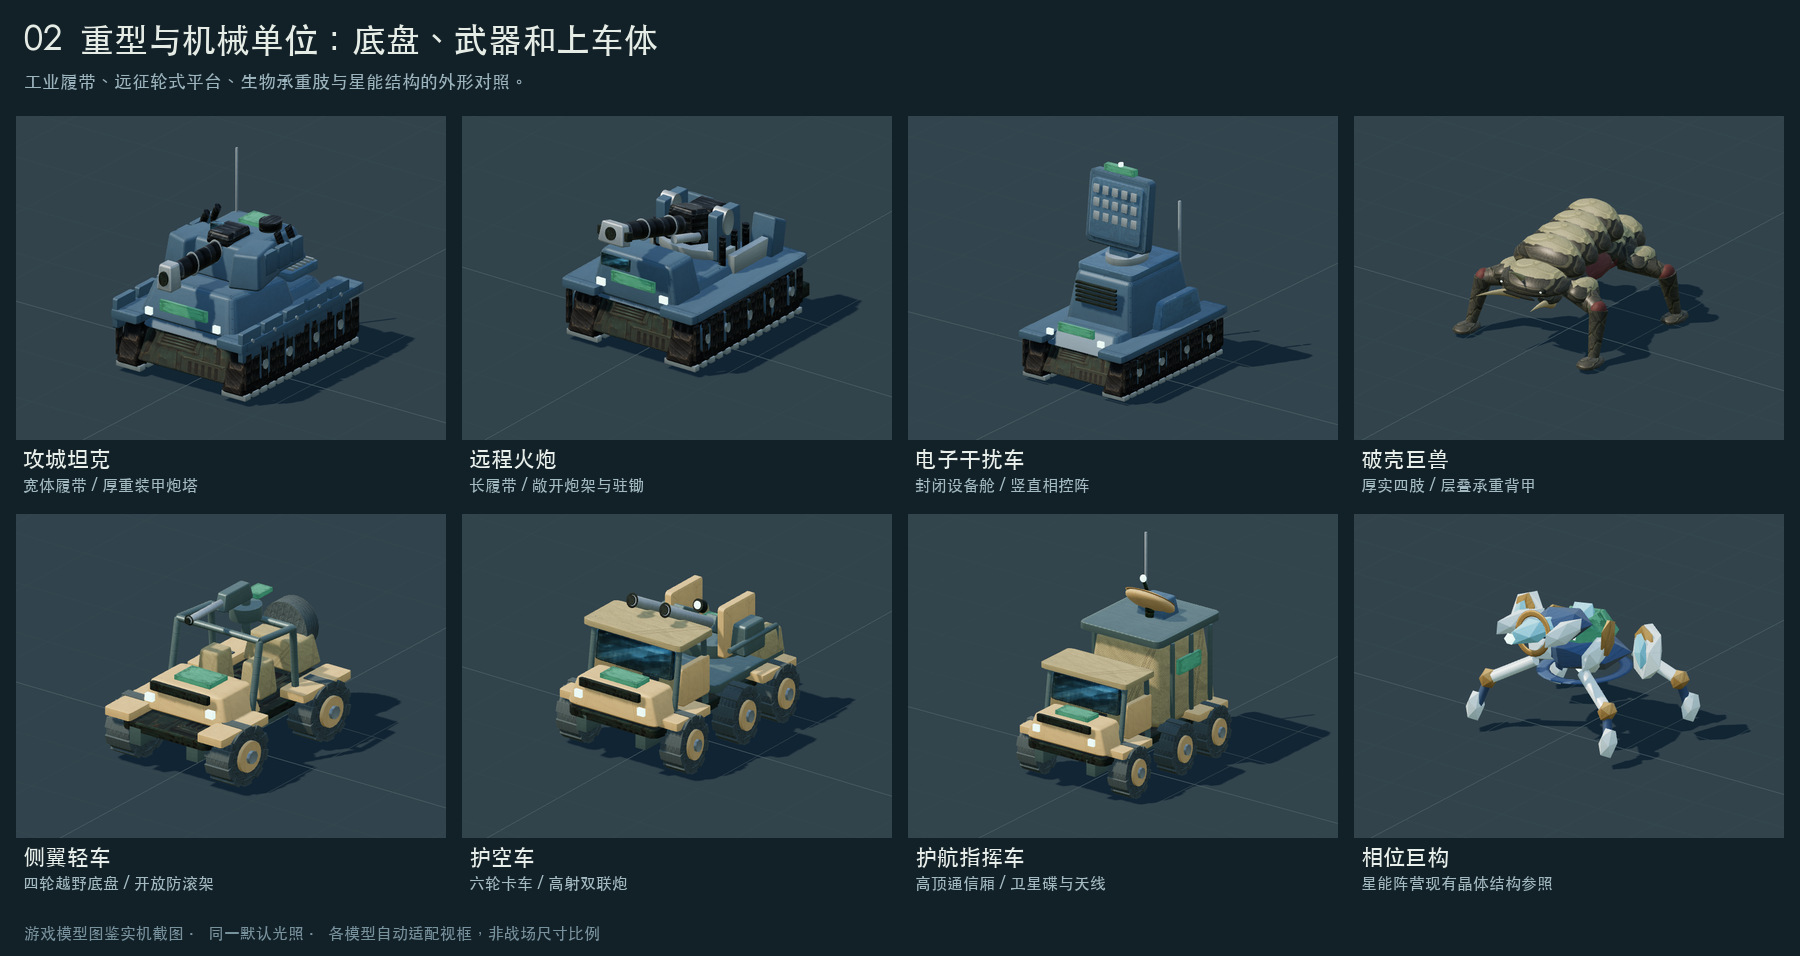 02 重型与机械单位：底盘、武器和上车体
工业履带、远征轮式平台、生物承重肢与星能结构的外形对照。
攻城坦克
宽体履带 / 厚重装甲炮塔
远程火炮
长履带 / 敞开炮架与驻锄
电子干扰车
封闭设备舱 / 竖直相控阵
破壳巨兽
厚实四肢 / 层叠承重背甲
侧翼轻车
四轮越野底盘 / 开放防滚架
护空车
六轮卡车 / 高射双联炮
护航指挥车
高顶通信厢 / 卫星碟与天线
相位巨构
星能阵营现有晶体结构参照
游戏模型图鉴实机截图 · 同一默认光照 · 各模型自动适配视框，非战场尺寸比例